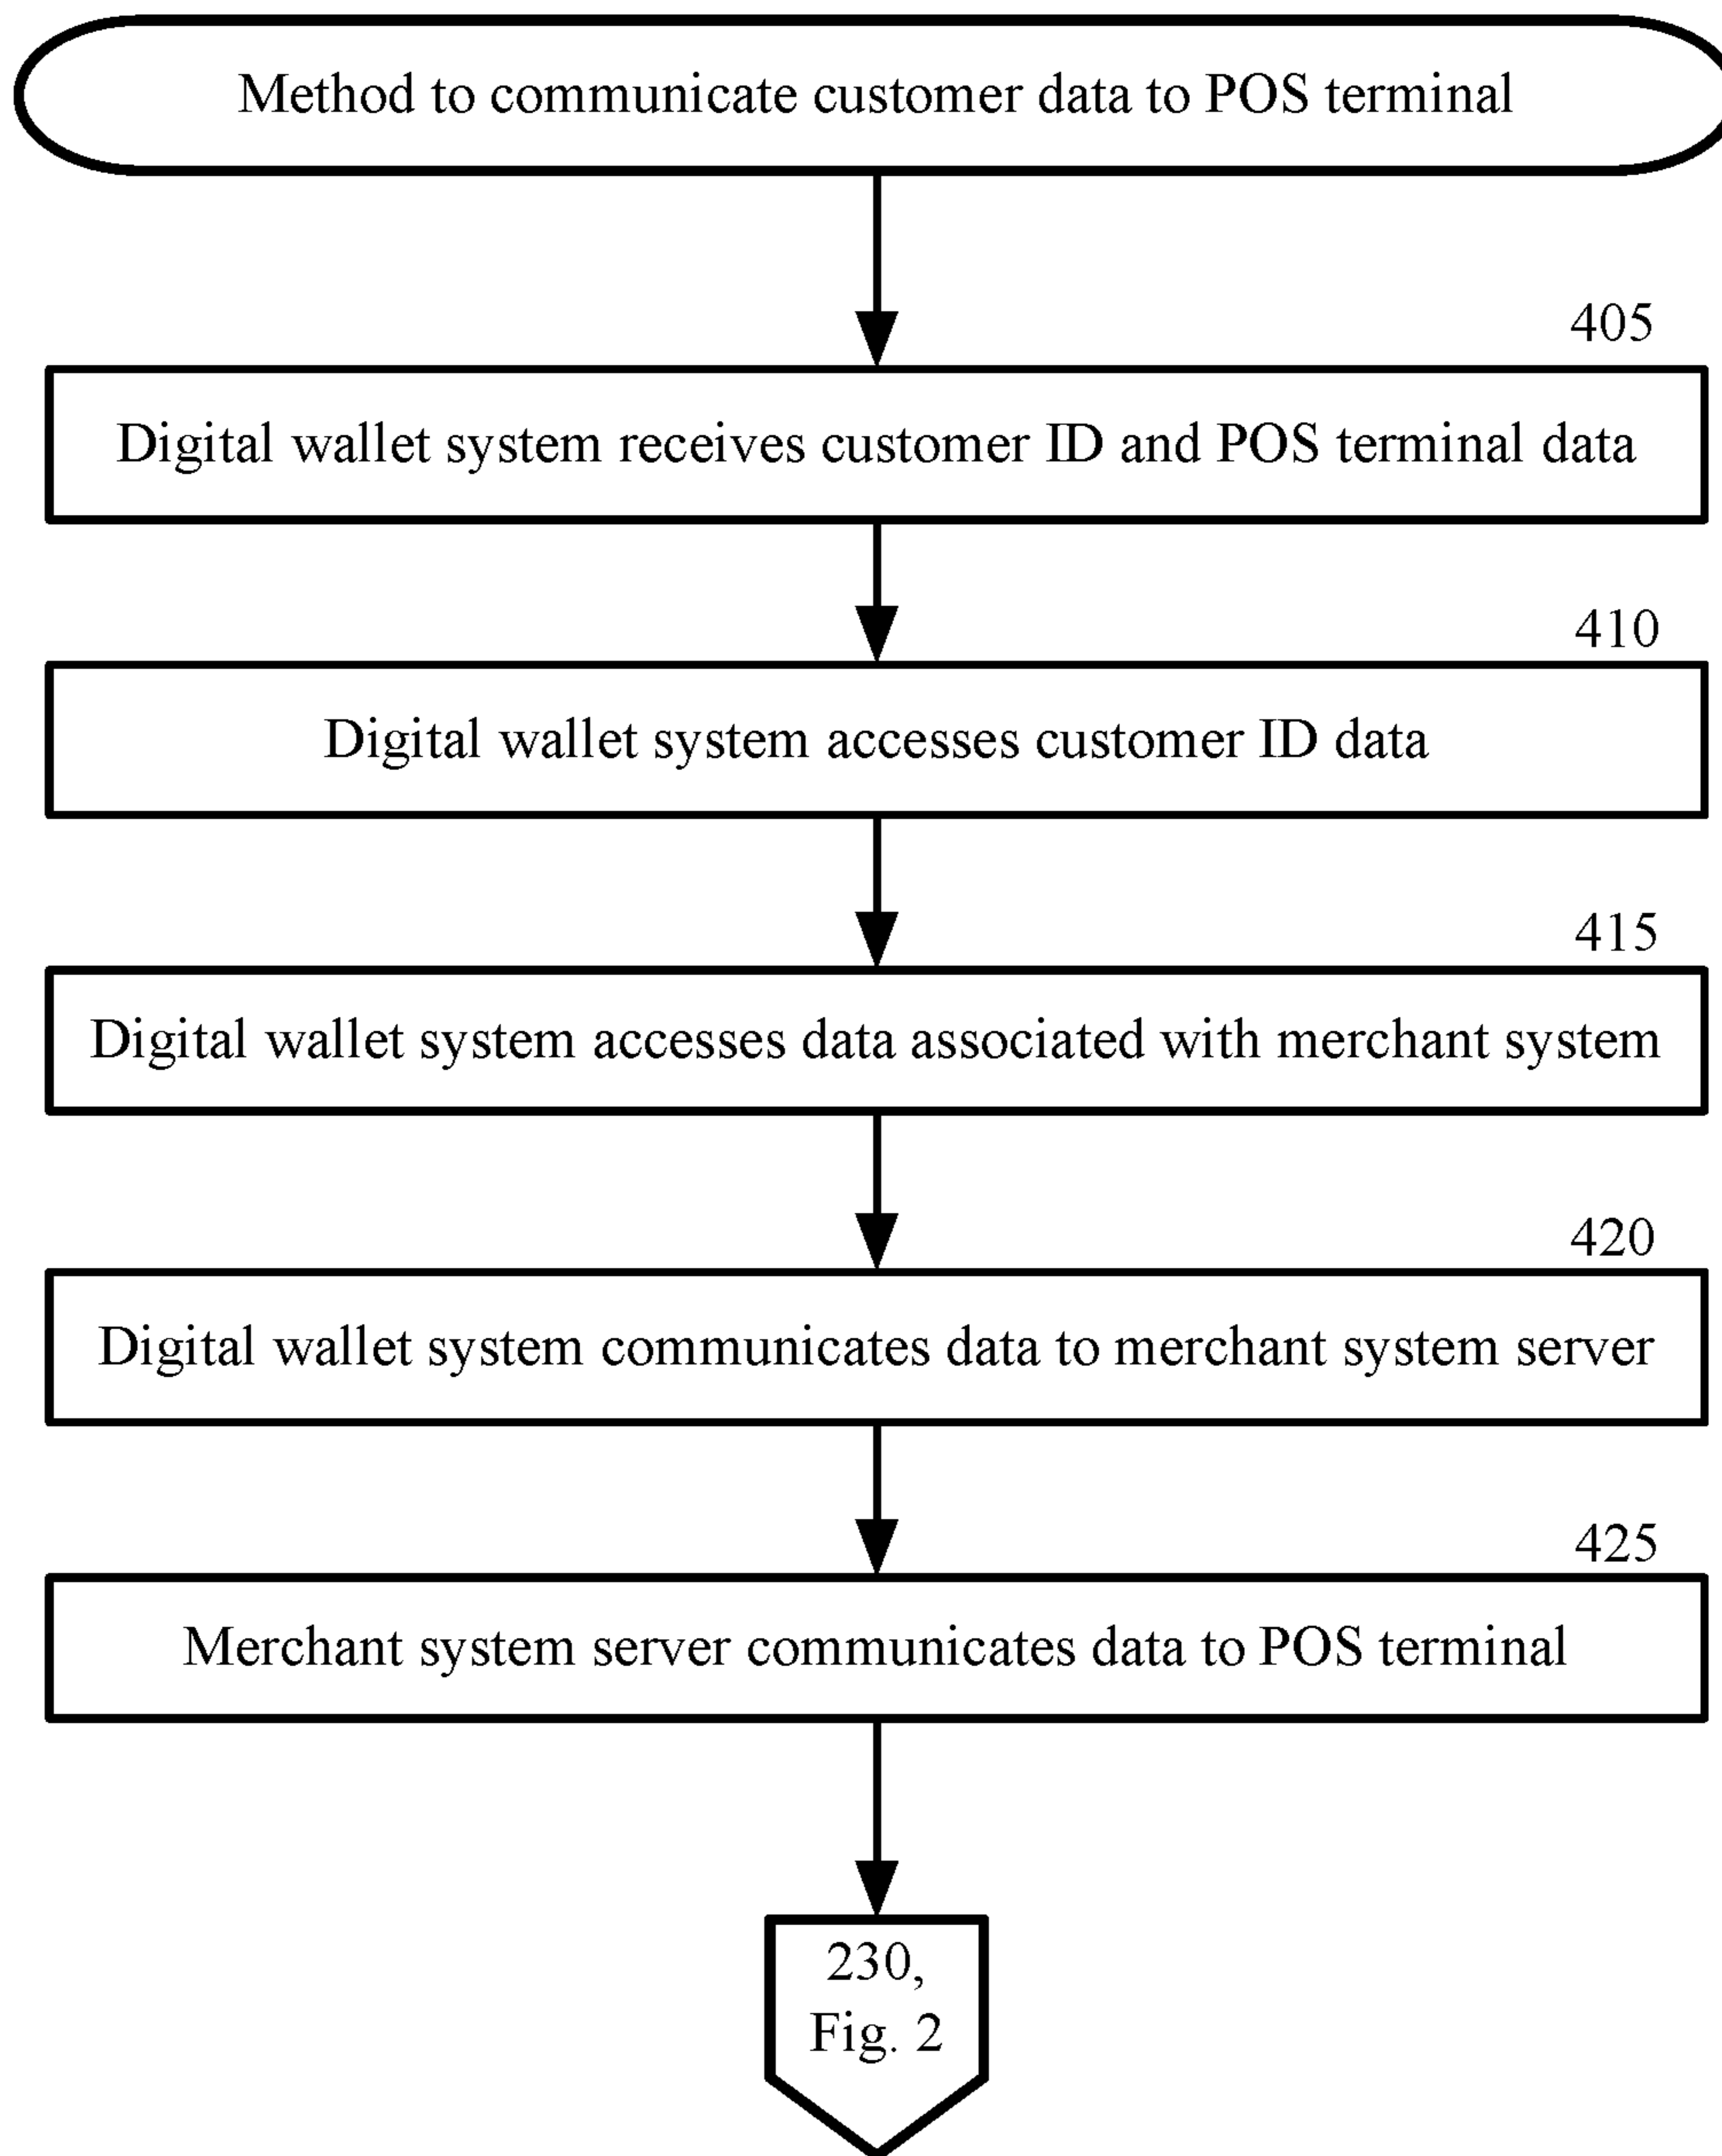 Method to communicate customer data to POS terminal
405
Digital wallet system receives customer ID and POS terminal data
410
Digital wallet system accesses customer ID data
415
Digital wallet system accesses data associated with merchant system
420
Digital wallet system communicates data to merchant system server
425
Merchant system server communicates data to POS terminal
230,
Fig. 2